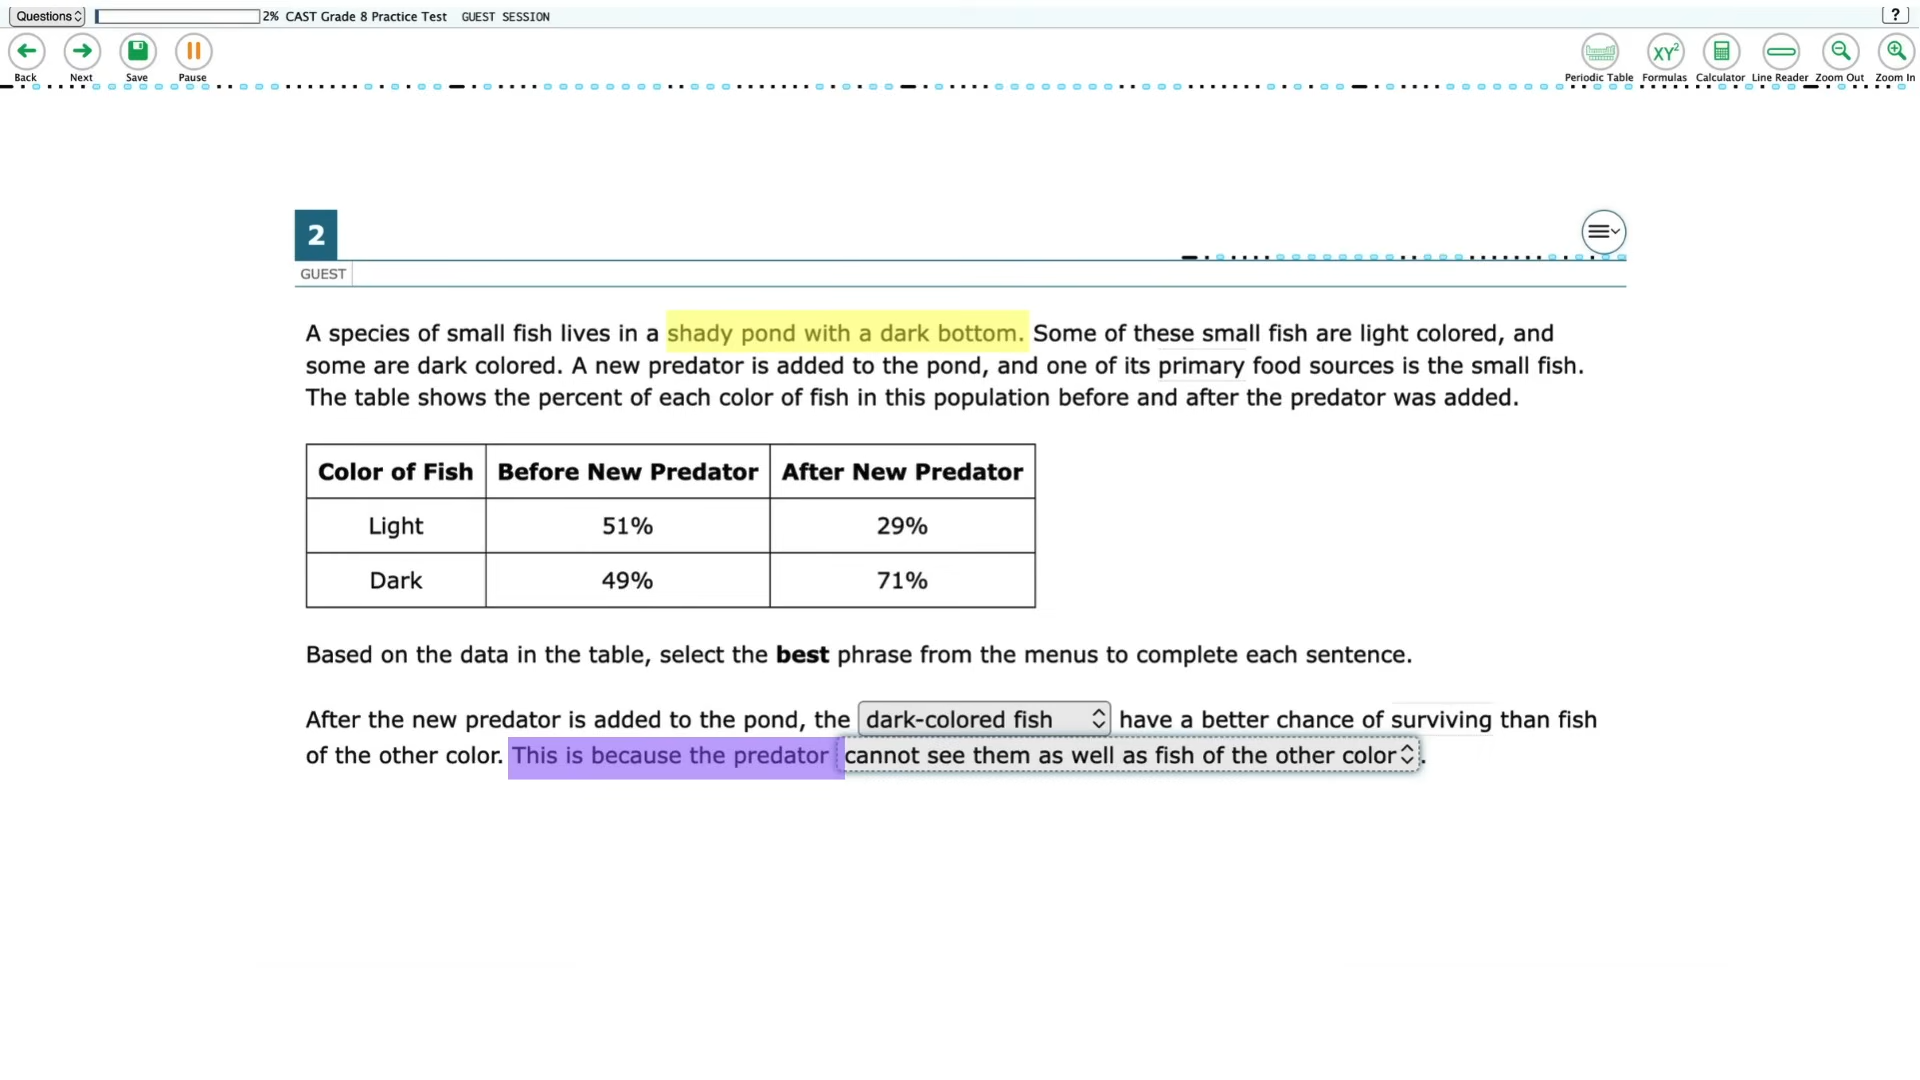 Questions 2% CAST Grade 8 Practice Test GUEST SESSION ?
Back Next Save Pause Periodic Table XY² Formulas Calculator Line Reader Zoom Out Zoom In
2
GUEST
A species of small fish lives in a shady pond with a dark bottom. Some of these small fish are light colored, and
some are dark colored. A new predator is added to the pond, and one of its primary food sources is the small fish.
The table shows the percent of each color of fish in this population before and after the predator was added.
Color of Fish Before New Predator After New Predator
Light 51% 29%
Dark 49% 71%
Based on the data in the table, select the best phrase from the menus to complete each sentence.
After the new predator is added to the pond, the dark-colored fish have a better chance of surviving than fish
of the other color. This is because the predator cannot see them as well as fish of the other color.